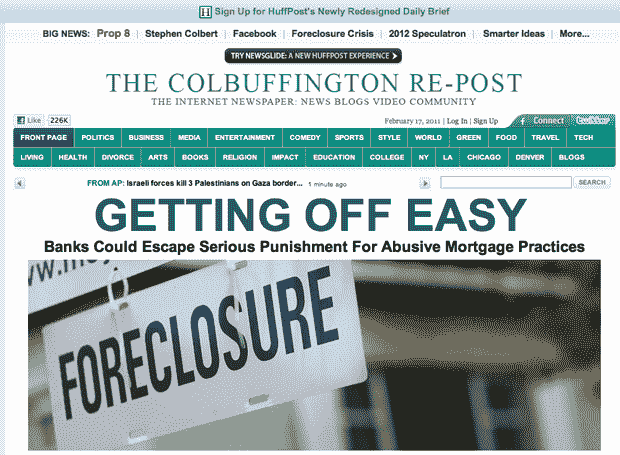 H Sign Up for HuffPost's Newly Redesigned Daily Brief
BIG NEWS: Prop 8 | Stephen Colbert | Facebook | Foreclosure Crisis | 2012 Speculatron | Smarter Ideas | More...
TRY NEWSGLIDE: A NEW HUFFPOST EXPERIENCE
THE COLBUFFINGTON RE-POST
THE INTERNET NEWSPAPER: NEWS BLOGS VIDEO COMMUNITY
Like 226K February 17, 2011 | Log In | Sign Up f Connect
FRONT PAGE POLITICS BUSINESS MEDIA ENTERTAINMENT COMEDY SPORTS STYLE WORLD GREEN FOOD TRAVEL TECH
LIVING HEALTH DIVORCE ARTS BOOKS RELIGION IMPACT EDUCATION COLLEGE NY LA CHICAGO DENVER BLOGS
FROM AP: Israeli forces kill 3 Palestinians on Gaza border... 1 minute ago SEARCH
GETTING OFF EASY
Banks Could Escape Serious Punishment For Abusive Mortgage Practices
FORECLOSURE